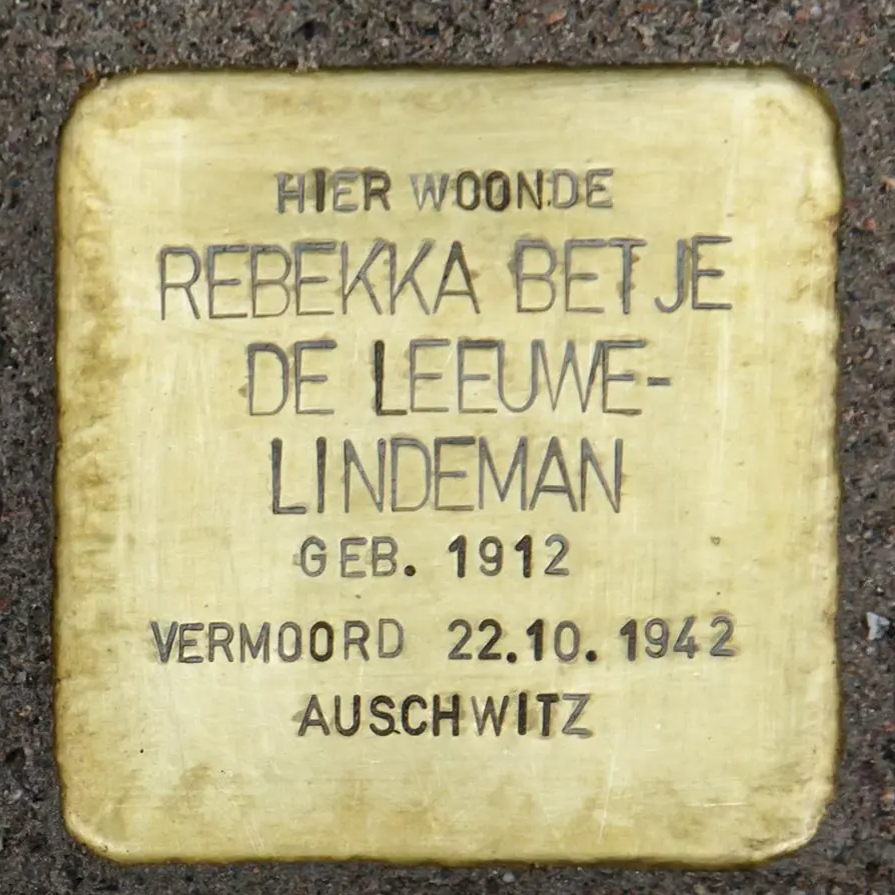 HIER WOONDE
REBEKKA BETJE
DE LEEUWE-
LINDEMAN
GEB. 1912
VERMOORD 22.10.1942
AUSCHWITZ